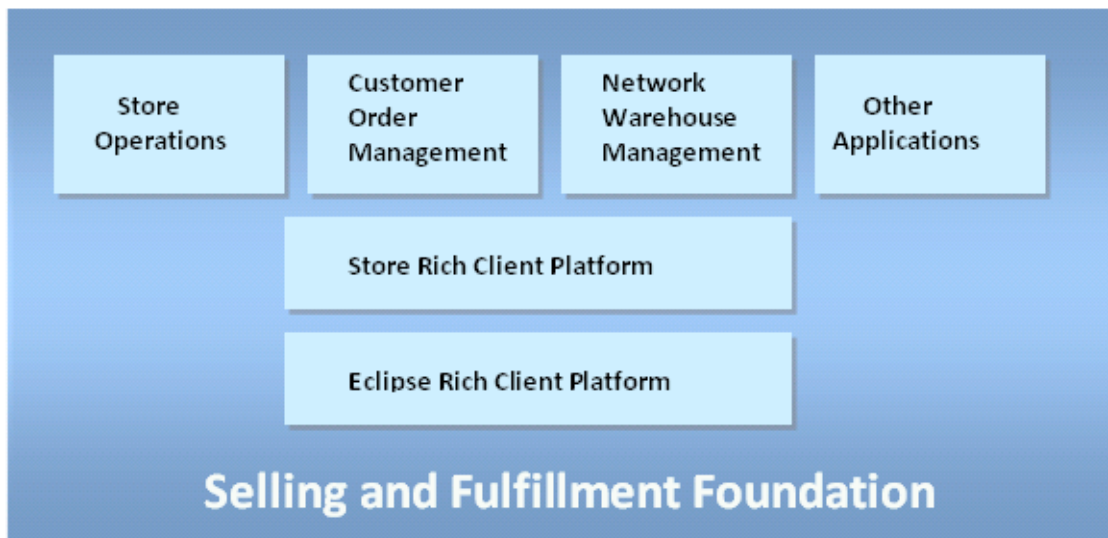 Store
Operations
Customer
Order
Management
Network
Warehouse
Management
Other
Applications
Store Rich Client Platform
Eclipse Rich Client Platform
Selling and Fulfillment Foundation